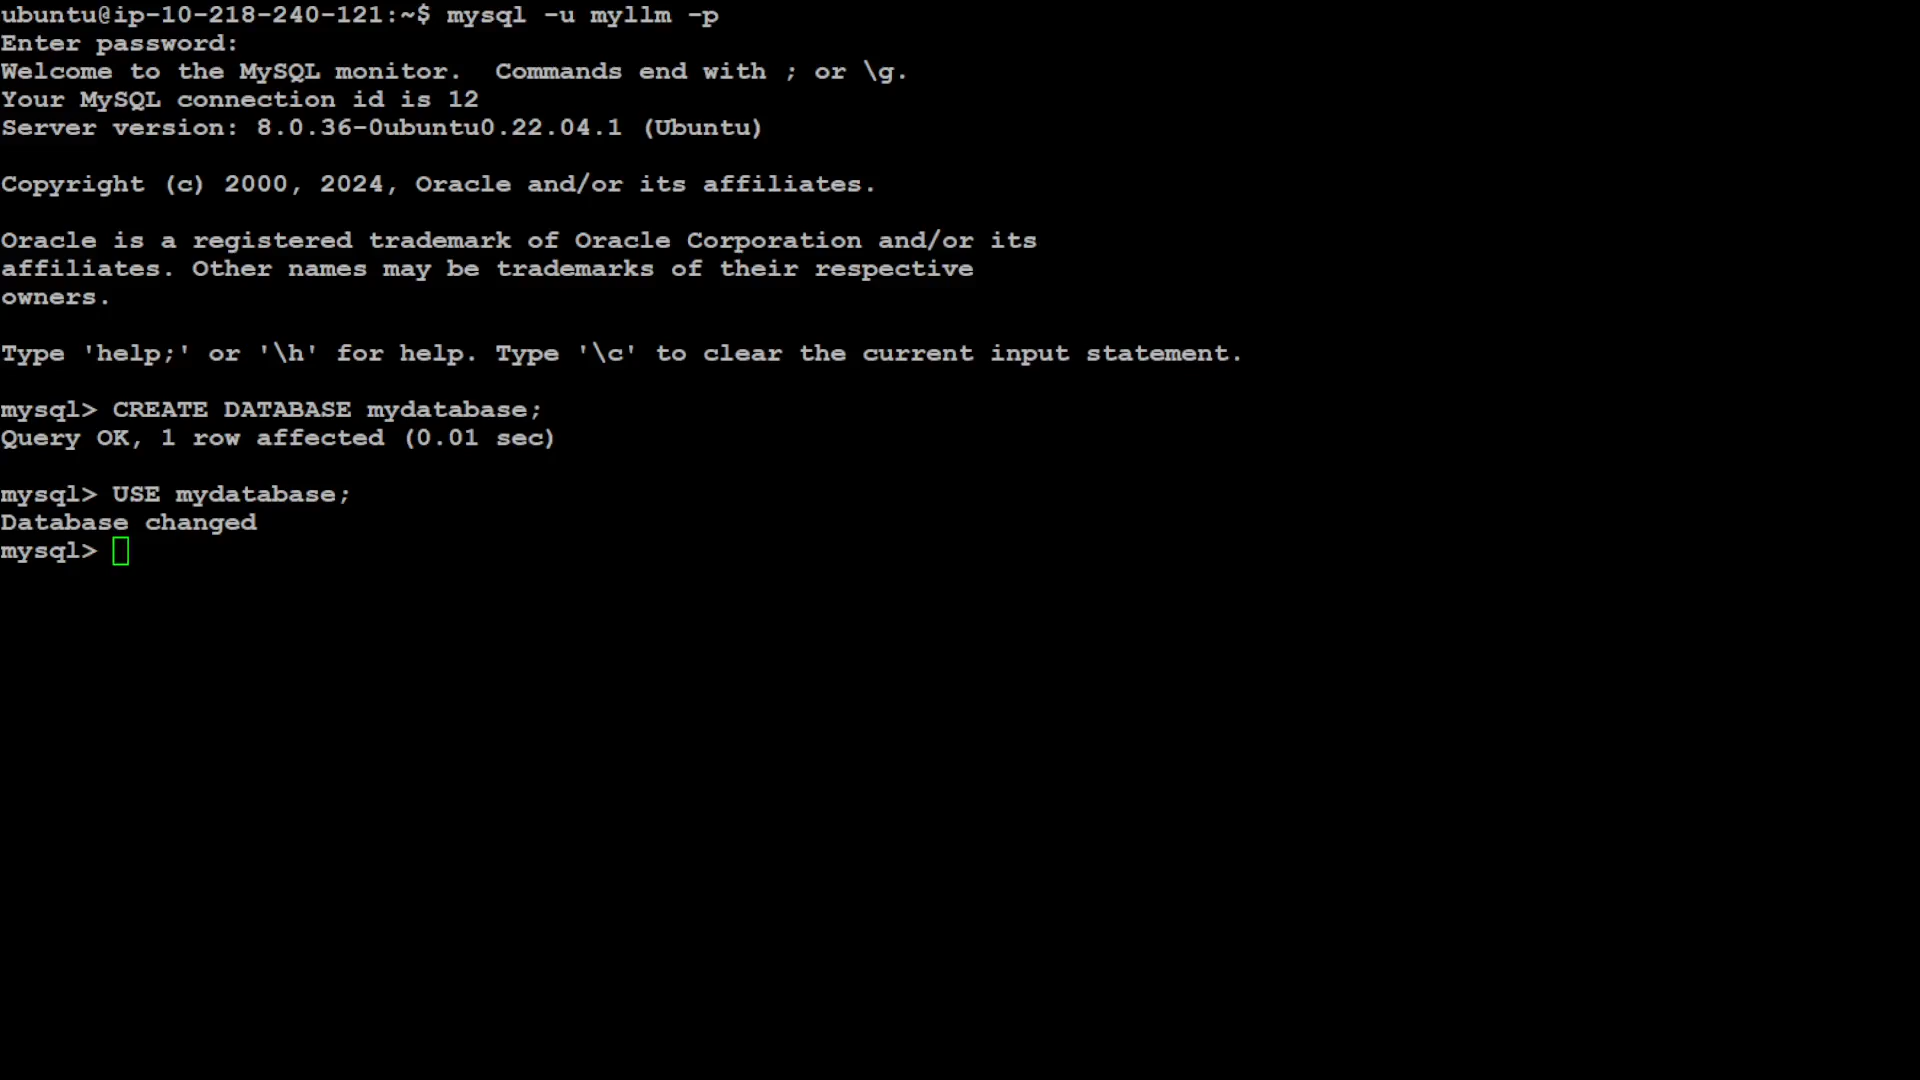 ubuntu@ip-10-218-240-121:~$ mysql -u myllm -p
Enter password:
Welcome to the MySQL monitor.  Commands end with ; or \g.
Your MySQL connection id is 12
Server version: 8.0.36-0ubuntu0.22.04.1 (Ubuntu)
Copyright (c) 2000, 2024, Oracle and/or its affiliates.
Oracle is a registered trademark of Oracle Corporation and/or its
affiliates. Other names may be trademarks of their respective
owners.
Type 'help;' or '\h' for help. Type '\c' to clear the current input statement.
mysql> CREATE DATABASE mydatabase;
Query OK, 1 row affected (0.01 sec)
mysql> USE mydatabase;
Database changed
mysql>